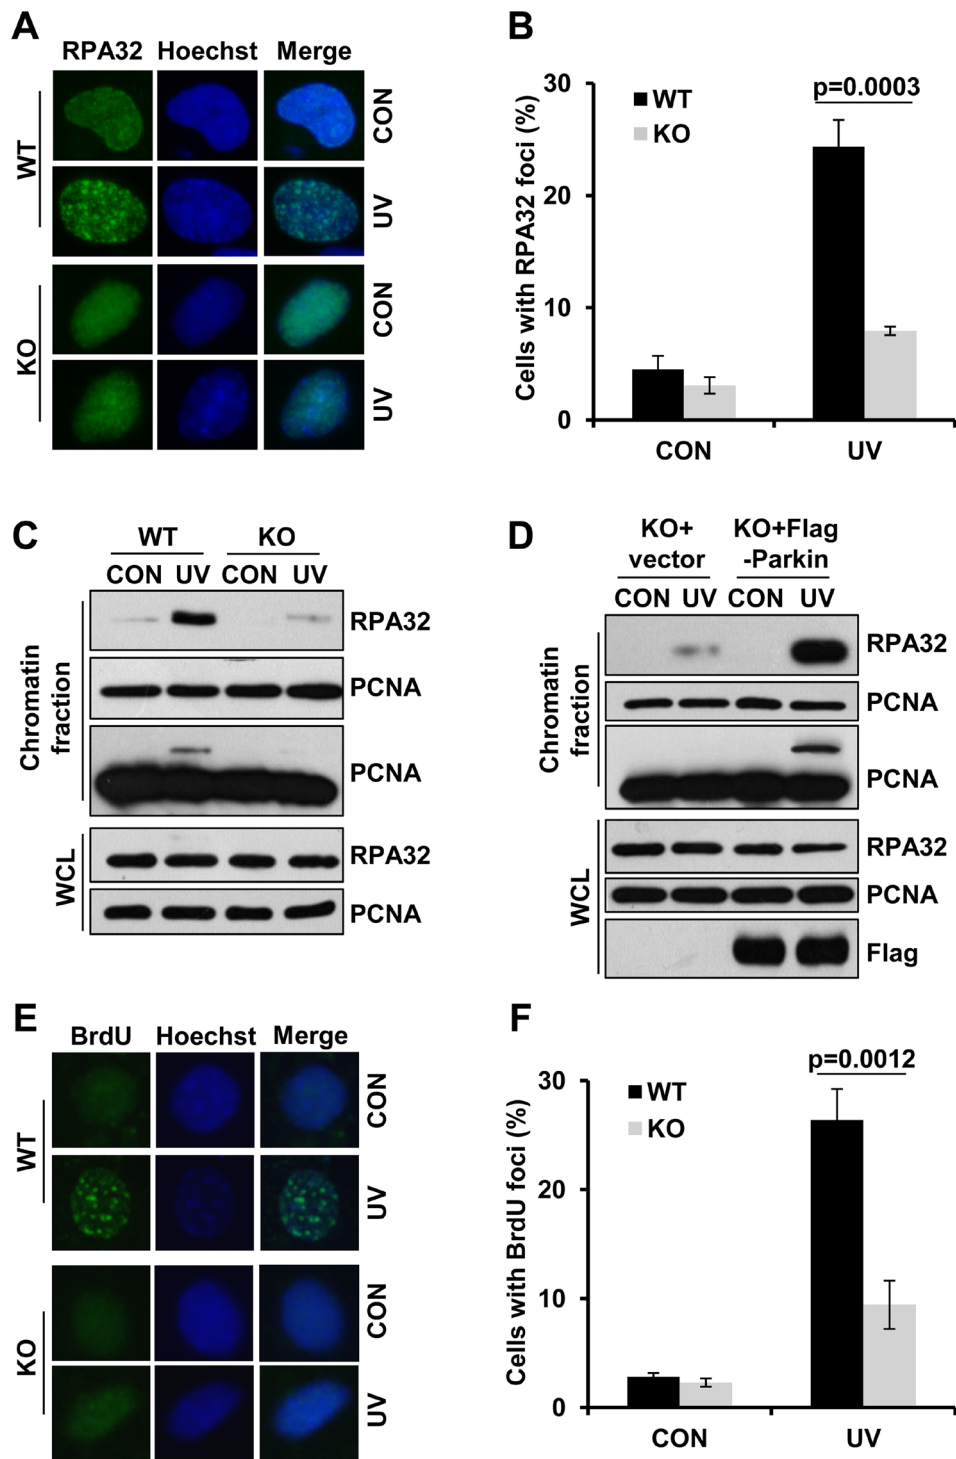 A
RPA32 Hoechst Merge
WT
CON
UV
KO
CON
UV
B
Cells with RPA32 foci (%)
30
20
10
0
WT
KO
p=0.0003
CON UV
C
WT KO
CON UV CON UV
Chromatin fraction
RPA32
PCNA
PCNA
WCL
RPA32
PCNA
D
KO+ vector
KO+Flag -Parkin
CON UV CON UV
Chromatin fraction
RPA32
PCNA
PCNA
WCL
RPA32
PCNA
Flag
E
BrdU Hoechst Merge
WT
CON
UV
KO
CON
UV
F
Cells with BrdU foci (%)
30
20
10
0
WT
KO
p=0.0012
CON UV